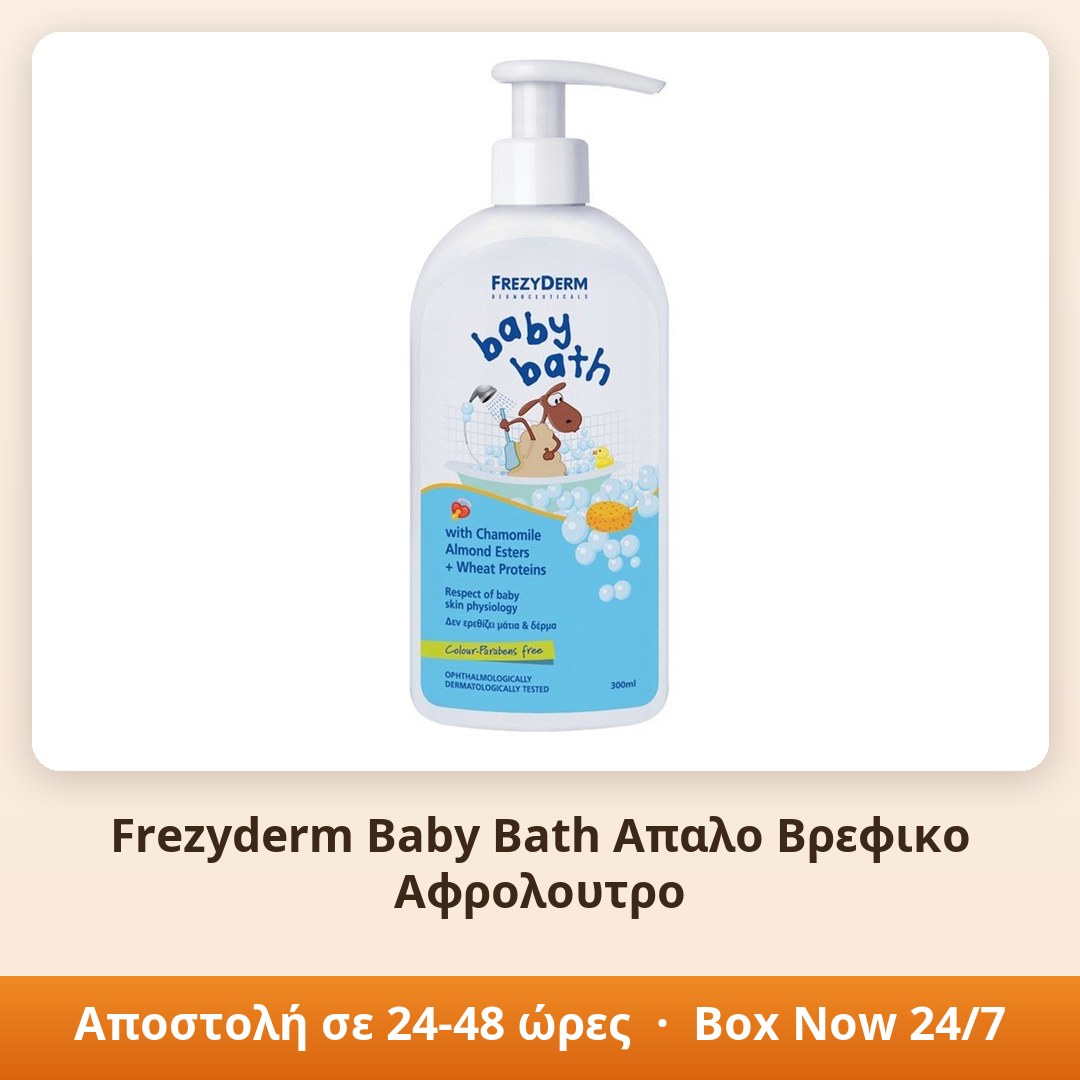 FREZYDERM
DERMOCEUTICALS
baby
bath
with Chamomile
Almond Esters
+ Wheat Proteins
Respect of baby
skin physiology
Δεν ερεθίζει μάτια & δέρμα
Colour-Parabens free
OPHTHALMOLOGICALLY
DERMATOLOGICALLY TESTED
300ml
Frezyderm Baby Bath Απαλο Βρεφικο
Αφρολουτρο
Αποστολή σε 24-48 ώρες · Box Now 24/7